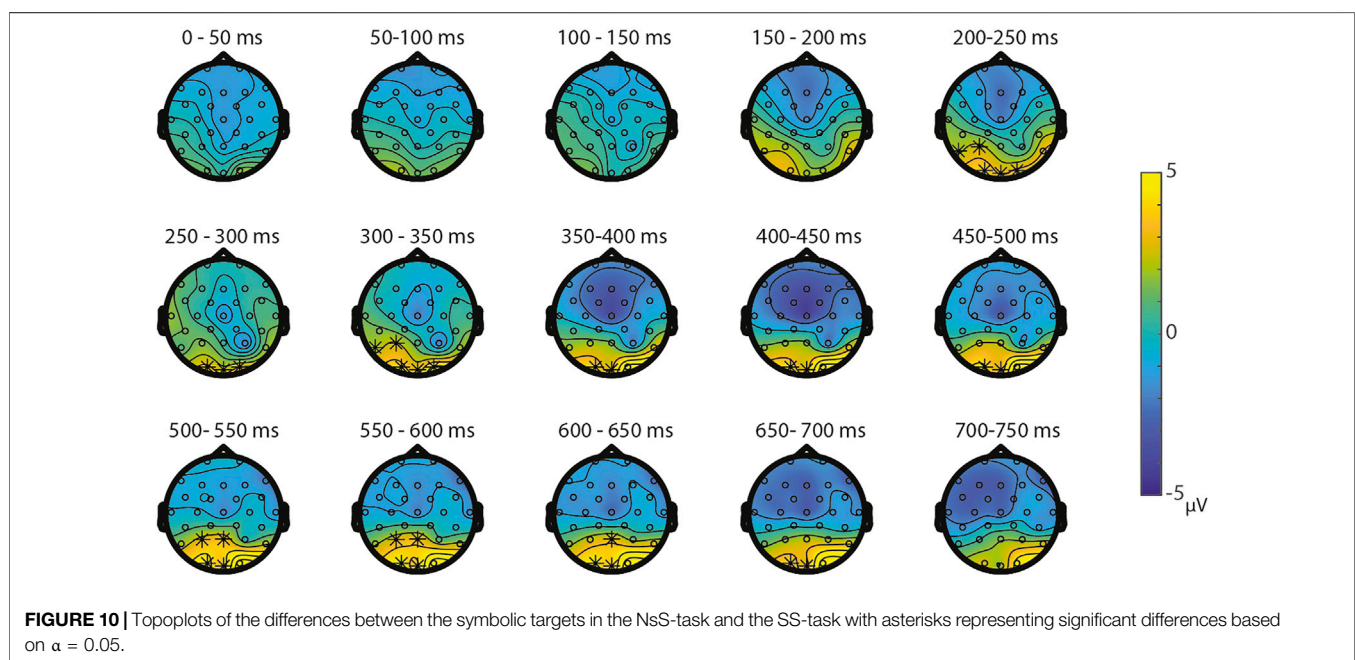 0 - 50 ms 50-100 ms 100 - 150 ms 150 - 200 ms 200-250 ms
5
250 - 300 ms 300 - 350 ms 350-400 ms 400-450 ms 450-500 ms
0
500- 550 ms 550 - 600 ms 600 - 650 ms 650 - 700 ms 700-750 ms
-5
μV
FIGURE 10 | Topoplots of the differences between the symbolic targets in the NsS-task and the SS-task with asterisks representing significant differences based
on α = 0.05.